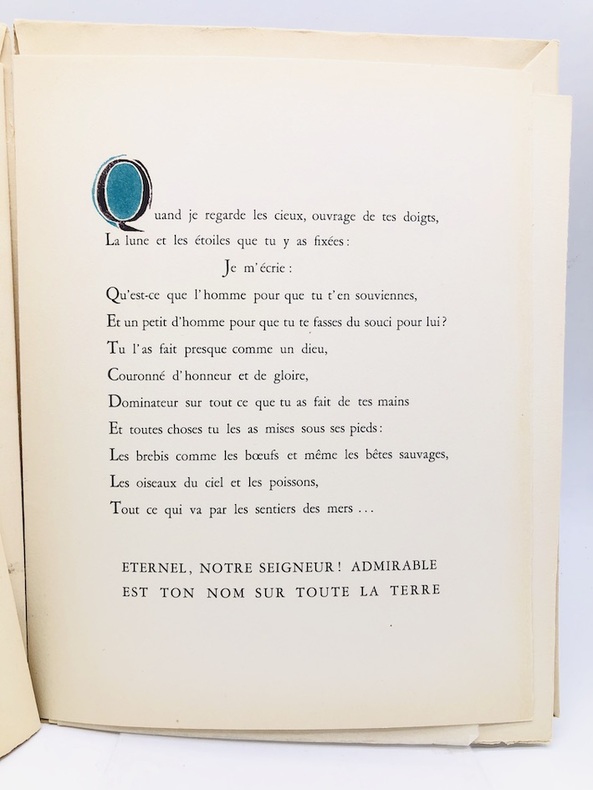 Quand je regarde les cieux, ouvrage de tes doigts,
La lune et les étoiles que tu y as fixées :
Je m'écrie :
Qu'est-ce que l'homme pour que tu t'en souviennes,
Et un petit d'homme pour que tu te fasses du souci pour lui ?
Tu l'as fait presque comme un dieu,
Couronné d'honneur et de gloire,
Dominateur sur tout ce que tu as fait de tes mains
Et toutes choses tu les as mises sous ses pieds :
Les brebis comme les bœufs et même les bêtes sauvages,
Les oiseaux du ciel et les poissons,
Tout ce qui va par les sentiers des mers ...
ETERNEL, NOTRE SEIGNEUR ! ADMIRABLE
EST TON NOM SUR TOUTE LA TERRE